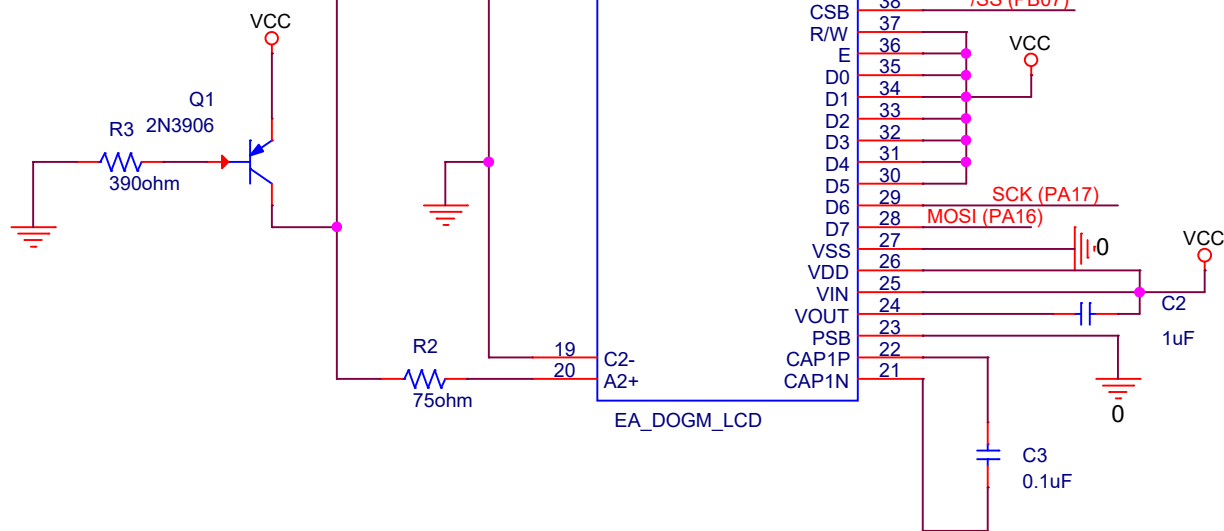 38
CSB
/SS (PB07)
VCC
37
R/W
36
E
VCC
35
D0
34
D1
Q1
2N3906
33
D2
R3
32
D3
31
D4
390ohm
30
D5
SCK (PA17)
29
D6
MOSI (PA16)
28
D7
27
VSS
0
VCC
26
VDD
25
VIN
24
VOUT
C2
1uF
23
PSB
R2
19
C2-
22
CAP1P
20
A2+
21
CAP1N
75ohm
0
EA_DOGM_LCD
C3
0.1uF